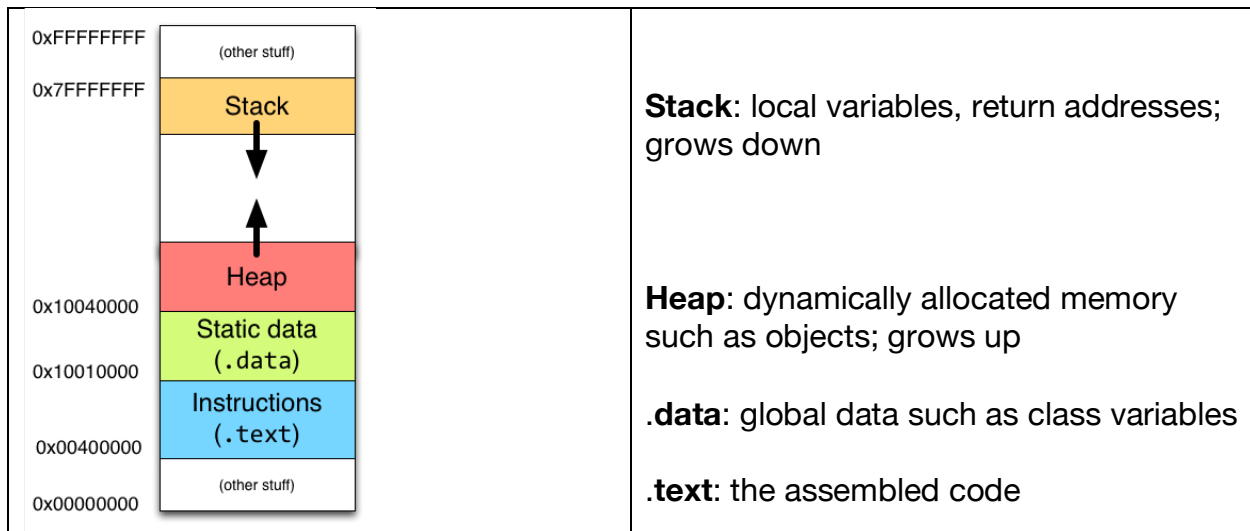 0xFFFFFFFF
(other stuff)
0x7FFFFFFF
Stack
Heap
0x10040000
Static data
(.data)
0x10010000
Instructions
(.text)
0x00400000
(other stuff)
0x00000000
Stack: local variables, return addresses;
grows down
Heap: dynamically allocated memory
such as objects; grows up
.data: global data such as class variables
.text: the assembled code